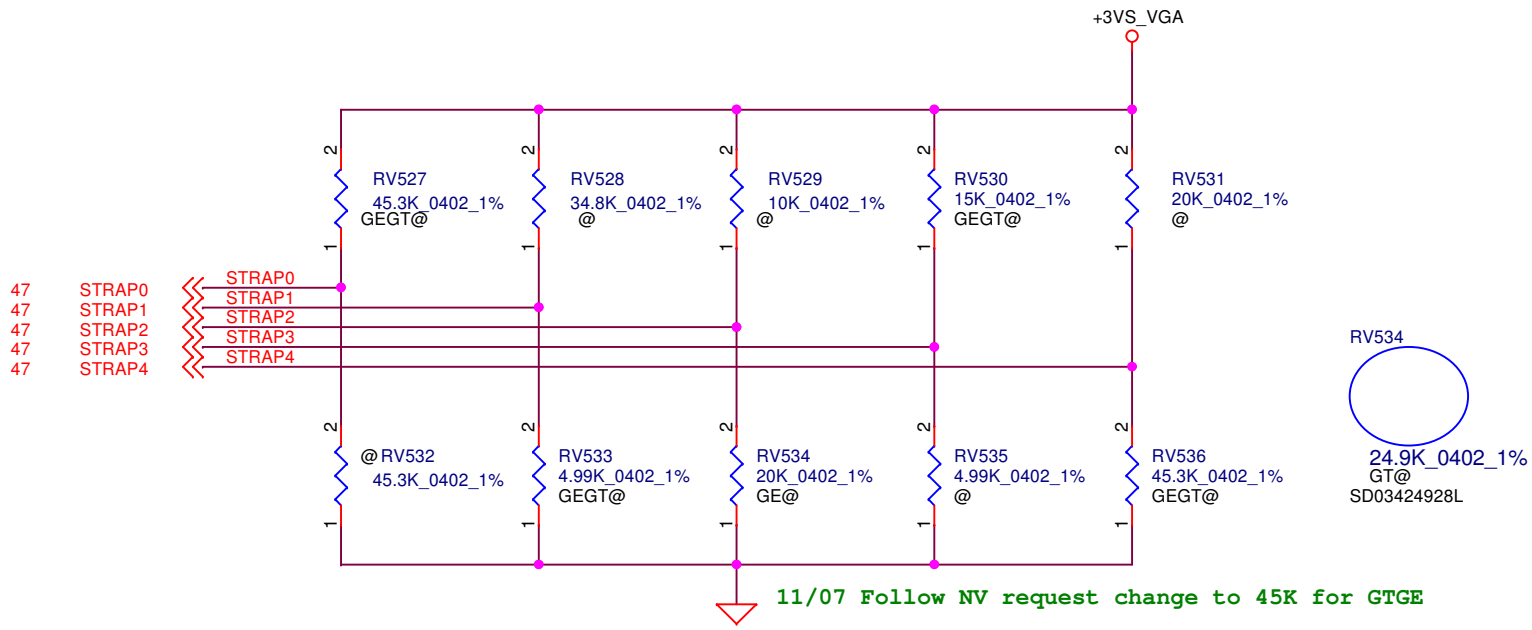 +3VS_VGA
2 2 2 2 2
RV527 RV528 RV529 RV530 RV531
45.3K_0402_1% 34.8K_0402_1% 10K_0402_1% 15K_0402_1% 20K_0402_1%
GEGT@ @ @ GEGT@ @
1 1 1 1 1
47 STRAP0 STRAP0
47 STRAP1 STRAP1
47 STRAP2 STRAP2
47 STRAP3 STRAP3
47 STRAP4 STRAP4
RV534
2 2 2 2 2
@ RV532 RV533 RV534 RV535 RV536
45.3K_0402_1% 4.99K_0402_1% 20K_0402_1% 4.99K_0402_1% 45.3K_0402_1%
GEGT@ GE@ @ GEGT@
24.9K_0402_1%
GT@
SD03424928L
1 1 1 1 1
11/07 Follow NV request change to 45K for GTGE